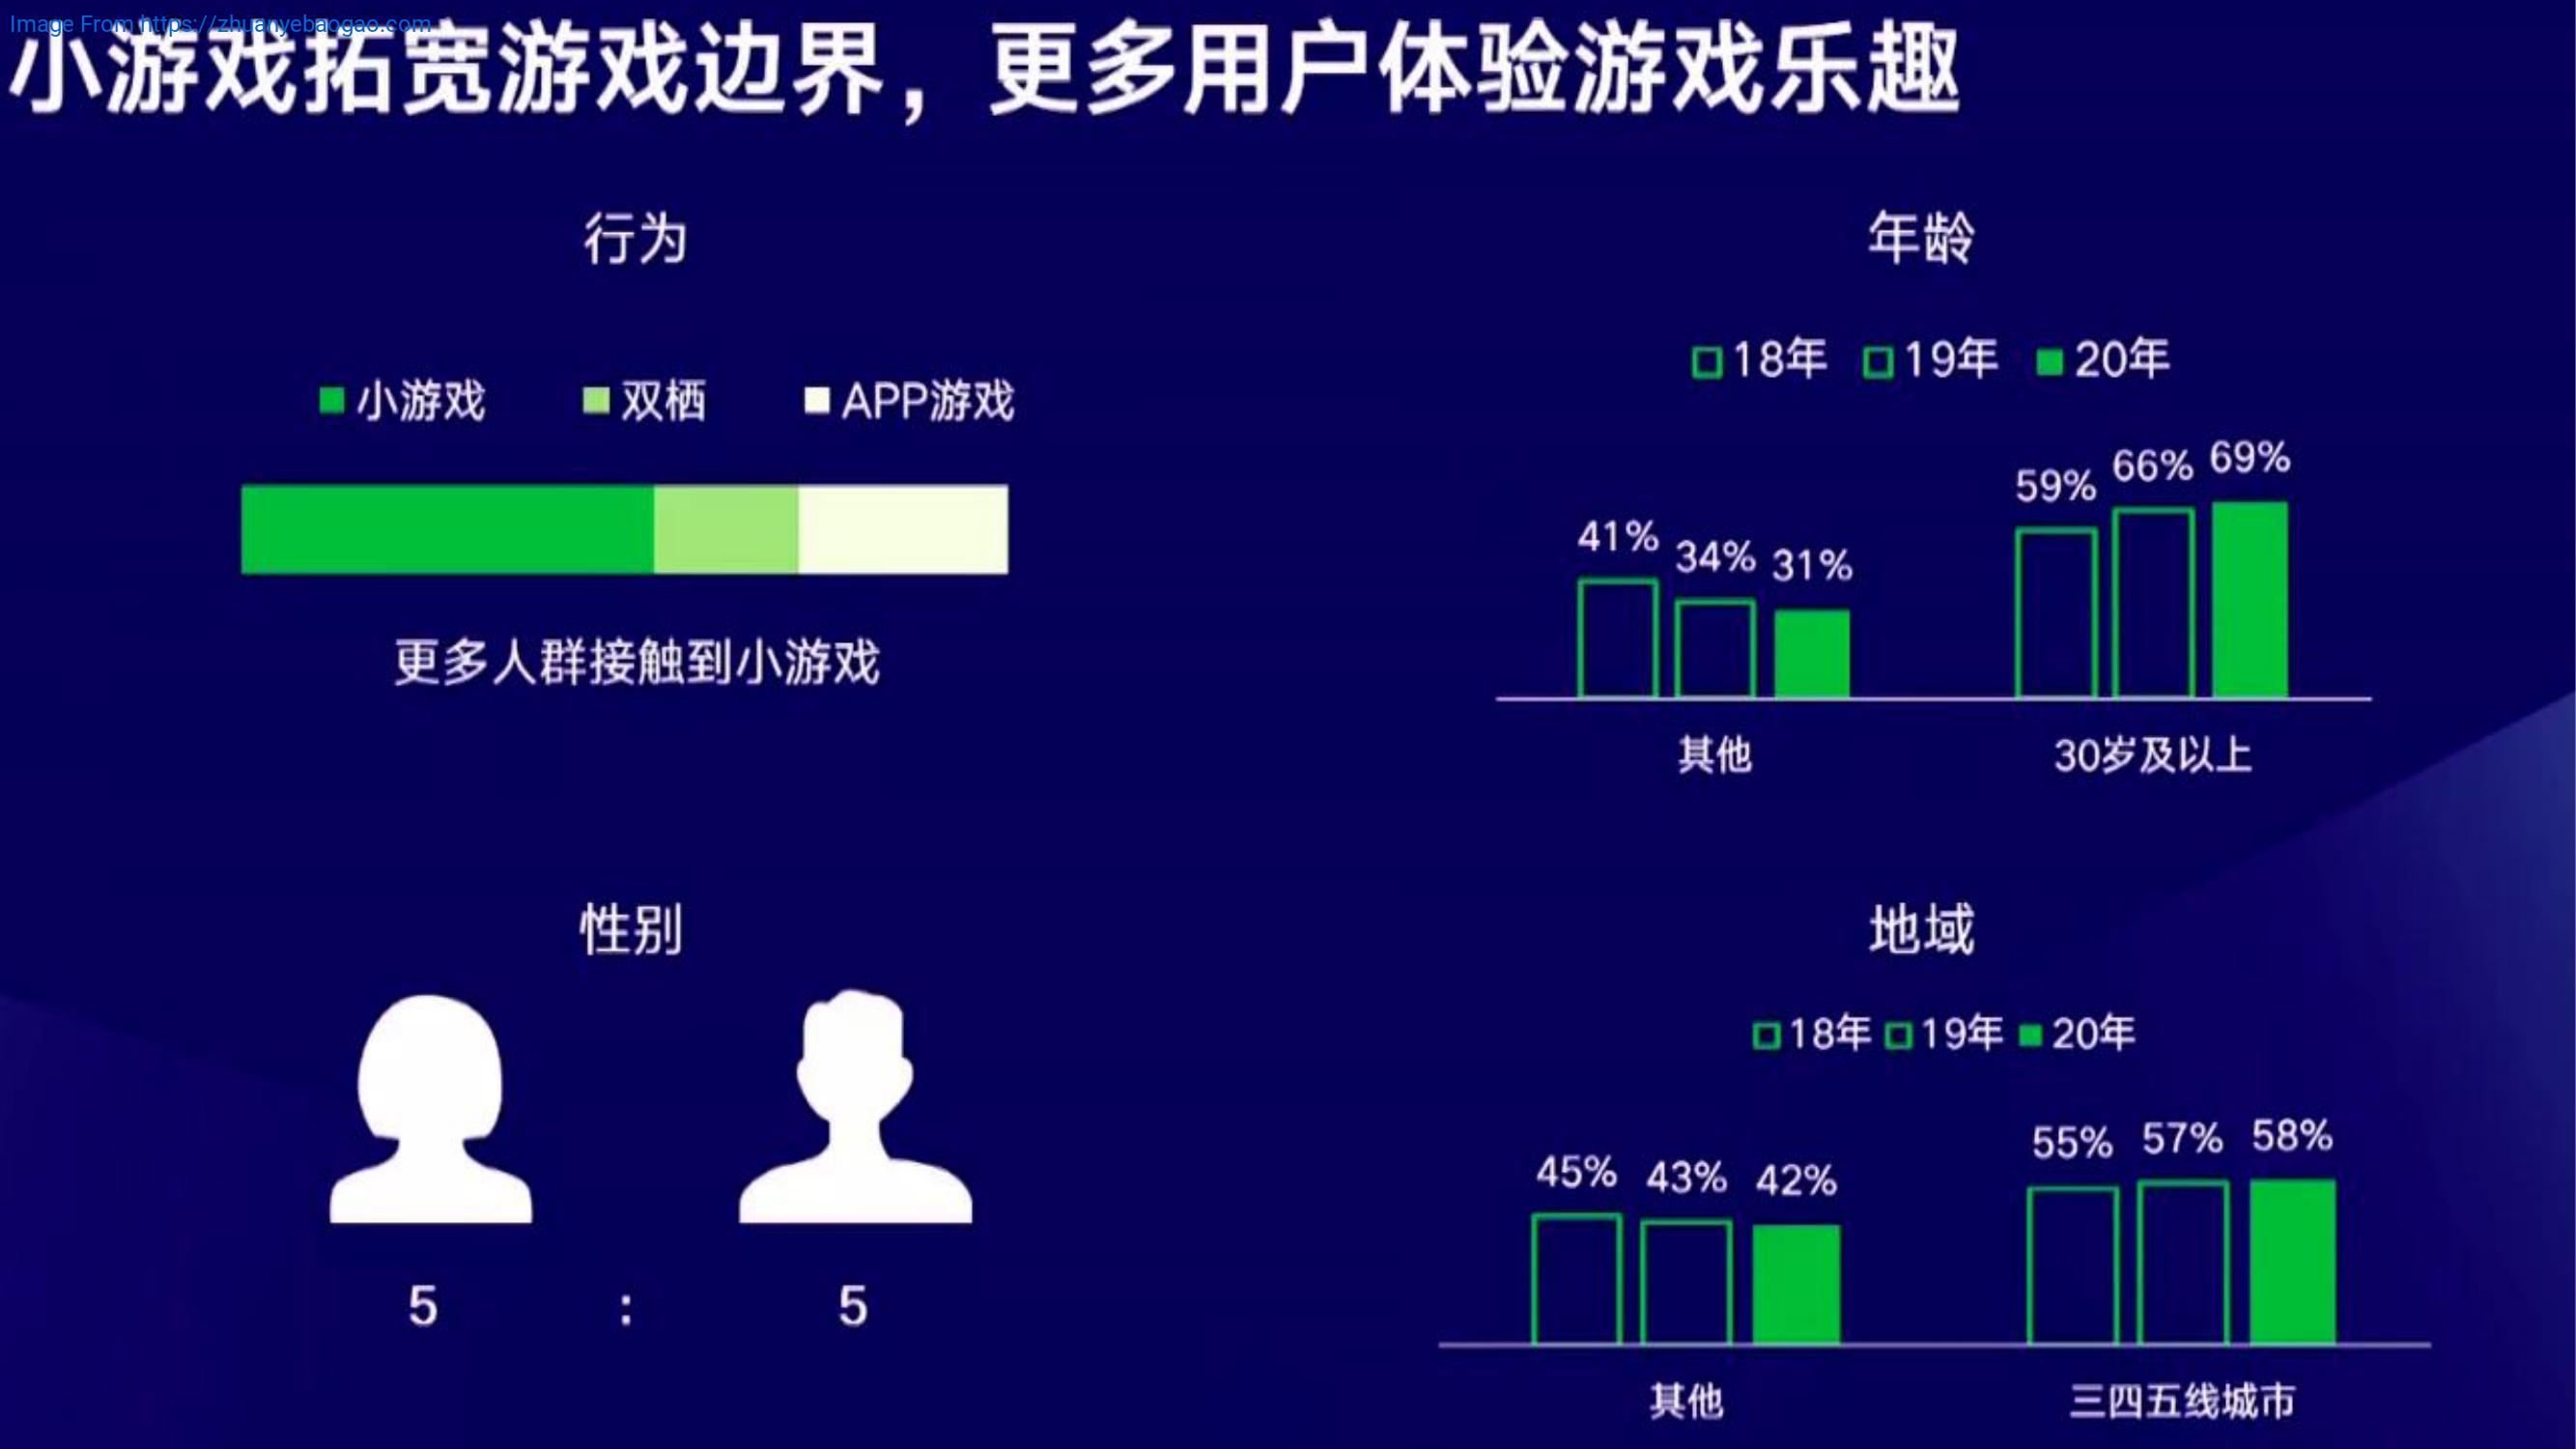 Image From https://zhuanyebaogao.com
小游戏拓宽游戏边界，更多用户体验游戏乐趣
行为
小游戏 双栖 APP游戏
更多人群接触到小游戏
年龄
18年 19年 20年
41% 34% 31% 59% 66% 69%
其他 30岁及以上
性别
5 : 5
地域
18年 19年 20年
45% 43% 42% 55% 57% 58%
其他 三四五线城市